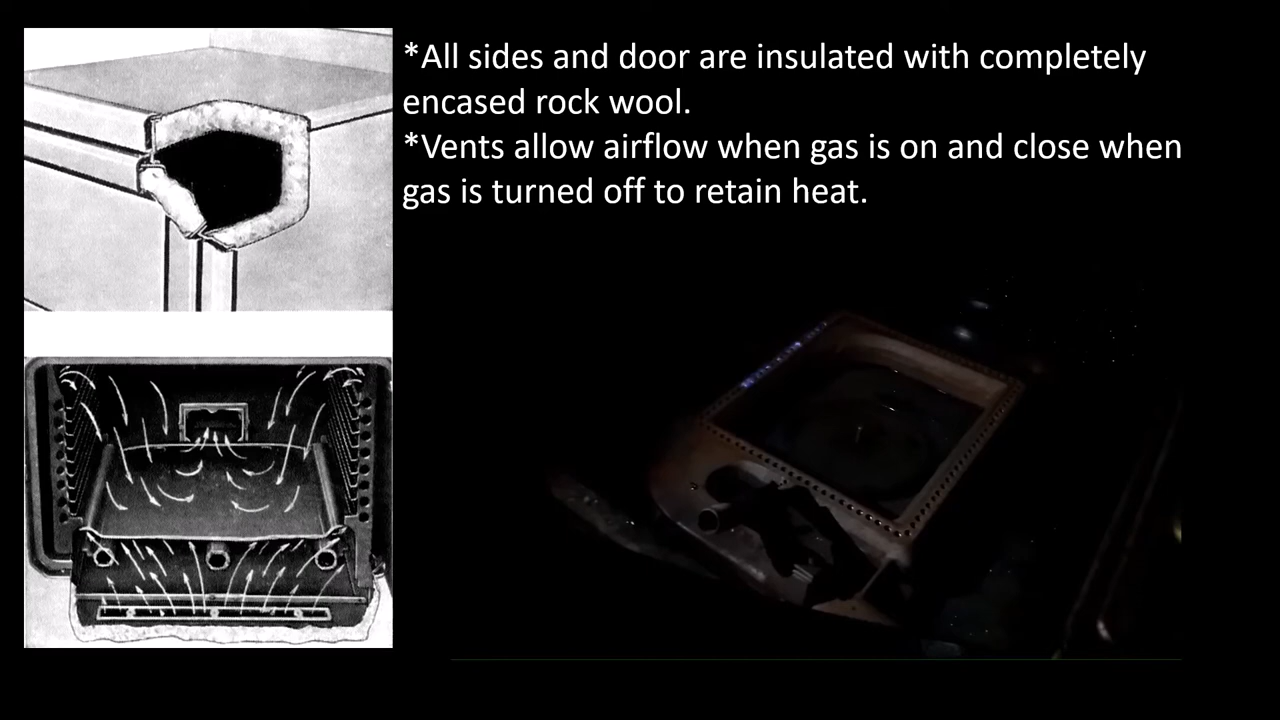 *All sides and door are insulated with completely
encased rock wool.
*Vents allow airflow when gas is on and close when
gas is turned off to retain heat.